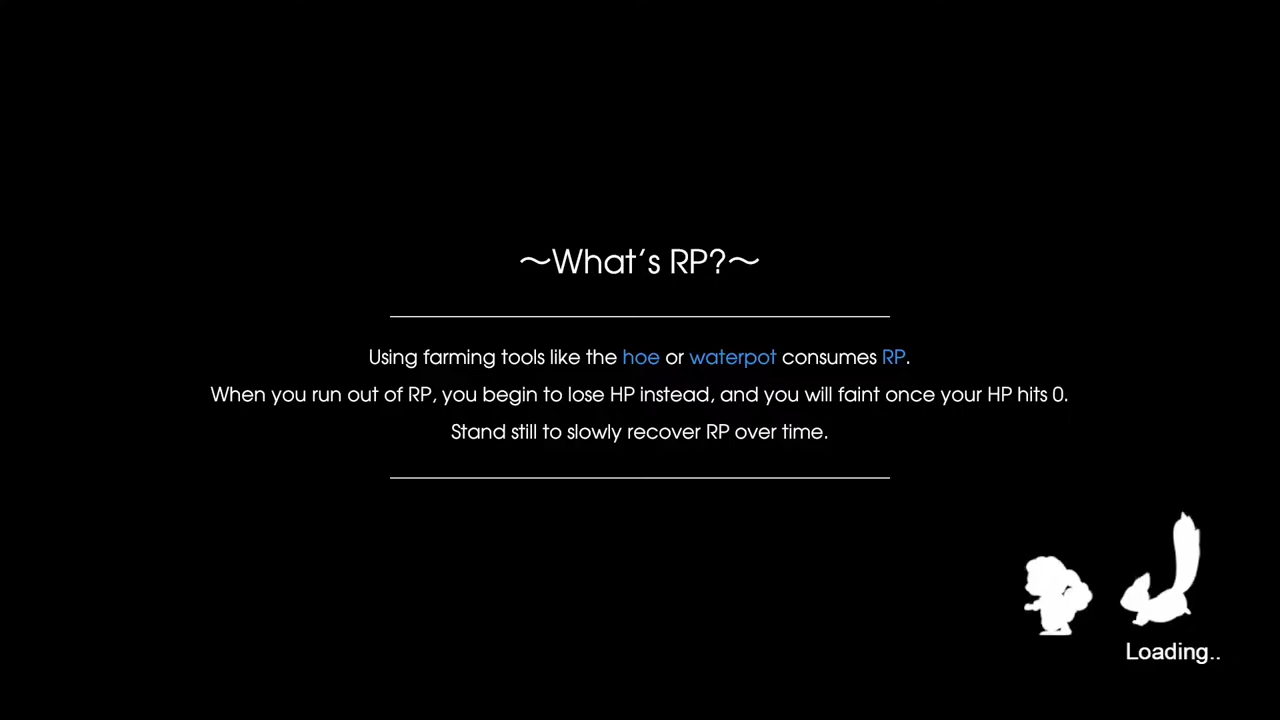 ～What's RP?～
Using farming tools like the hoe or waterpot consumes RP.
When you run out of RP, you begin to lose HP instead, and you will faint once your HP hits 0.
Stand still to slowly recover RP over time.
Loading..